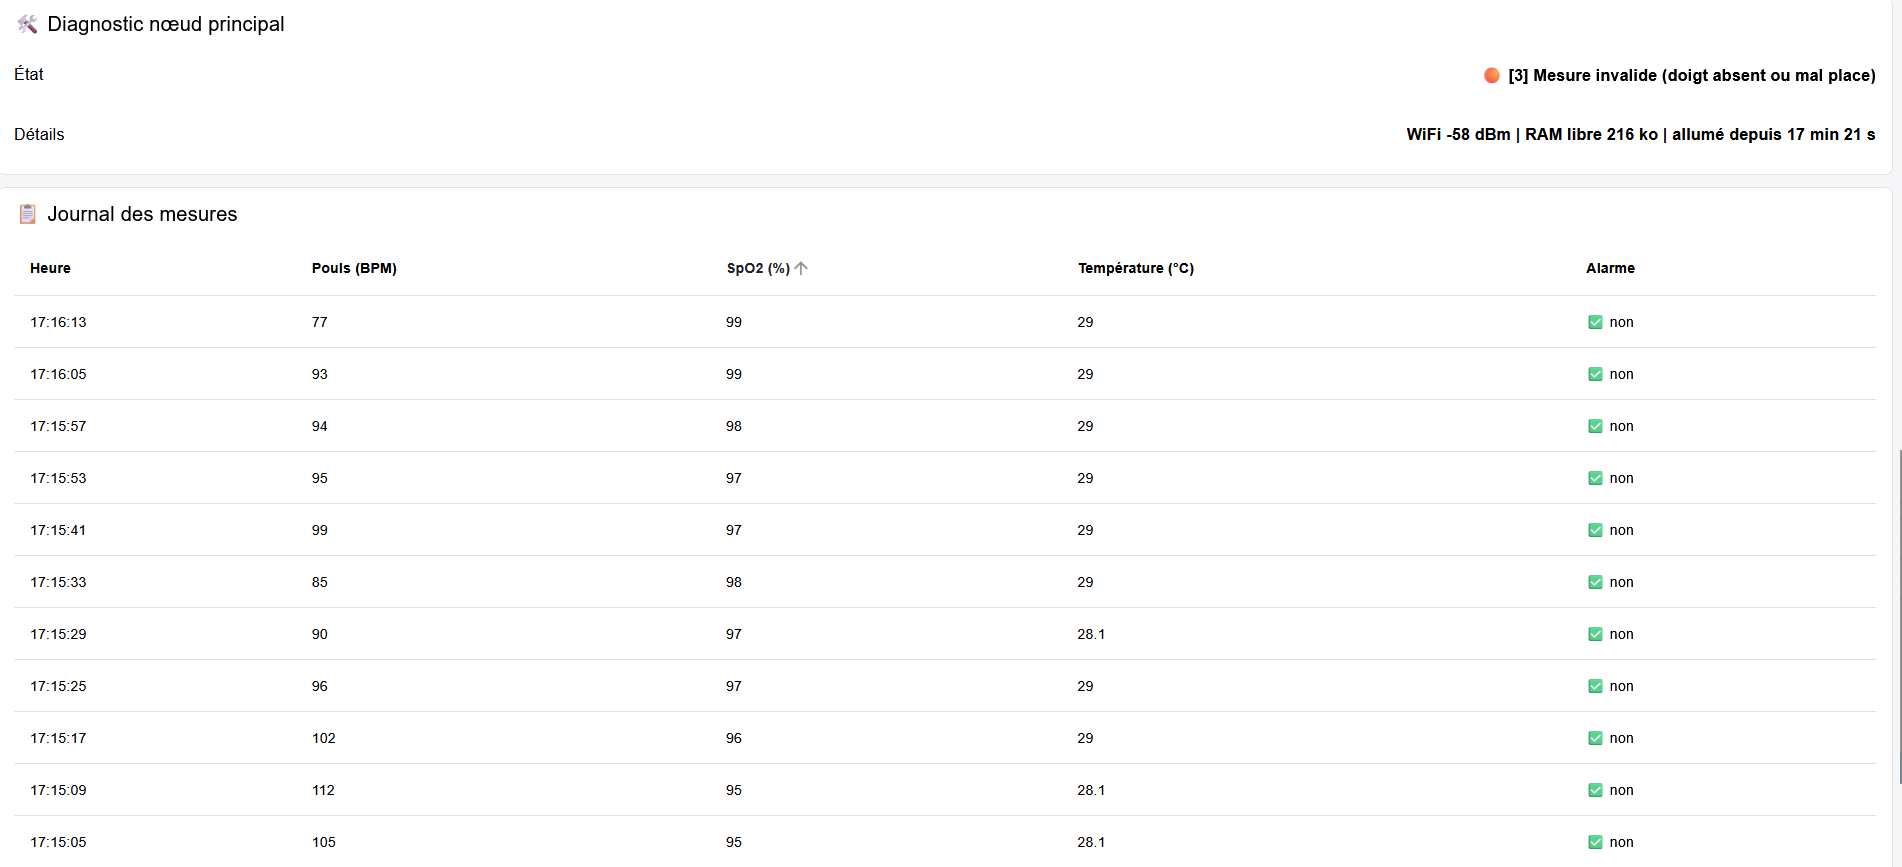 Diagnostic nœud principal
État [3] Mesure invalide (doigt absent ou mal place)
Détails WiFi -58 dBm | RAM libre 216 ko | allumé depuis 17 min 21 s
Journal des mesures
Heure Pouls (BPM) SpO2 (%) Température (°C) Alarme
17:16:13 77 99 29 non
17:16:05 93 99 29 non
17:15:57 94 98 29 non
17:15:53 95 97 29 non
17:15:41 99 97 29 non
17:15:33 85 98 29 non
17:15:29 90 97 28.1 non
17:15:25 96 97 29 non
17:15:17 102 96 29 non
17:15:09 112 95 28.1 non
17:15:05 105 95 28.1 non